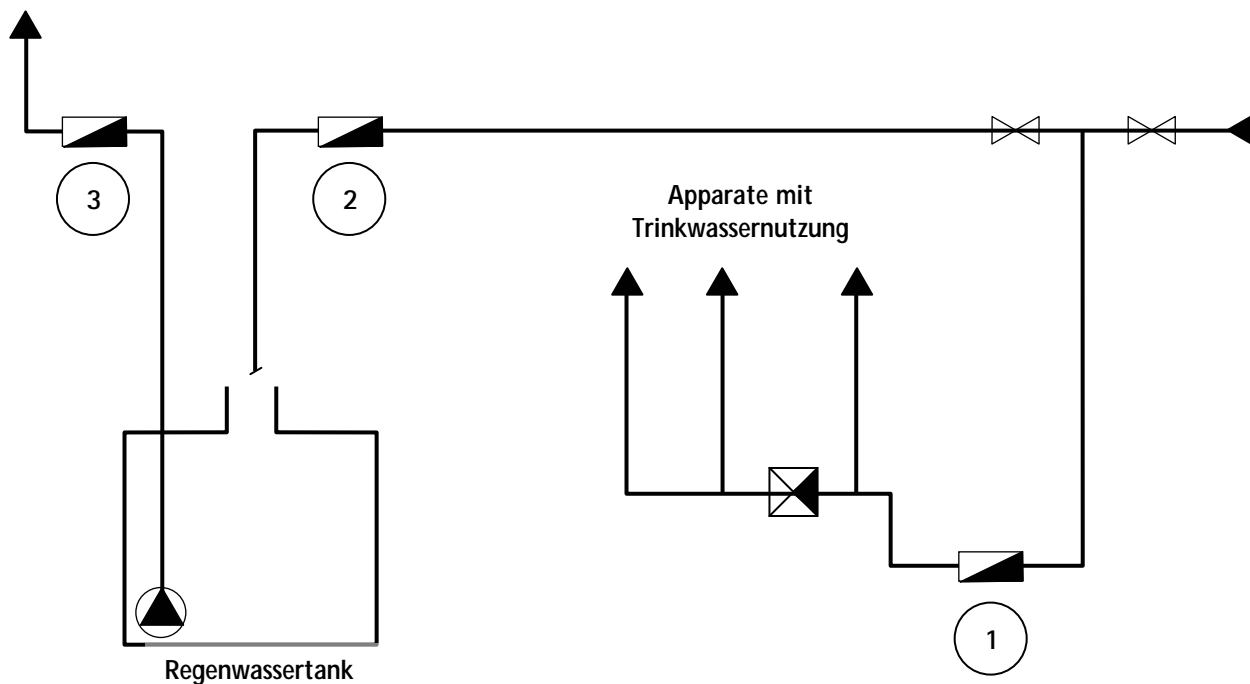 3
2
Apparate mit
Trinkwassernutzung
1
Regenwassertank